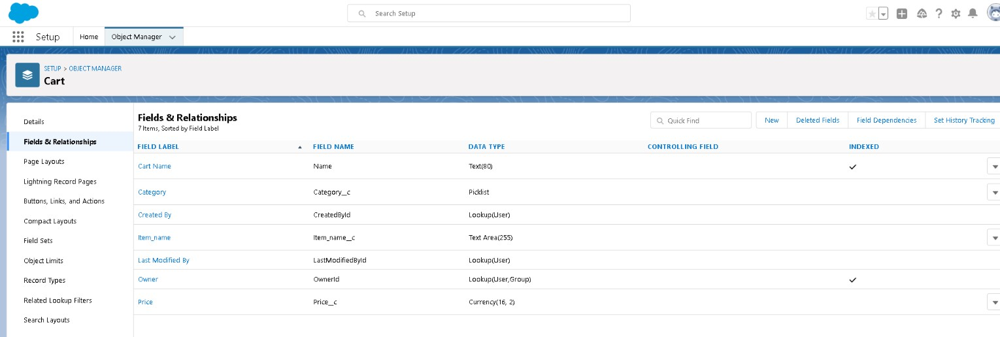 Search Setup
Setup Home Object Manager
SETUP > OBJECT MANAGER
Cart
Details
Fields & Relationships
Page Layouts
Lightning Record Pages
Buttons, Links, and Actions
Compact Layouts
Field Sets
Object Limits
Record Types
Related Lookup Filters
Search Layouts
Fields & Relationships
7 Items, Sorted by Field Label
Quick Find New Deleted Fields Field Dependencies Set History Tracking
FIELD LABEL FIELD NAME DATA TYPE CONTROLLING FIELD INDEXED
Cart Name Name Text(80)
Category Category__c Picklist
Created By CreatedById Lookup(User)
Item_name Item_name__c Text Area(255)
Last Modified By LastModifiedById Lookup(User)
Owner OwnerId Lookup(User,Group)
Price Price__c Currency(16, 2)